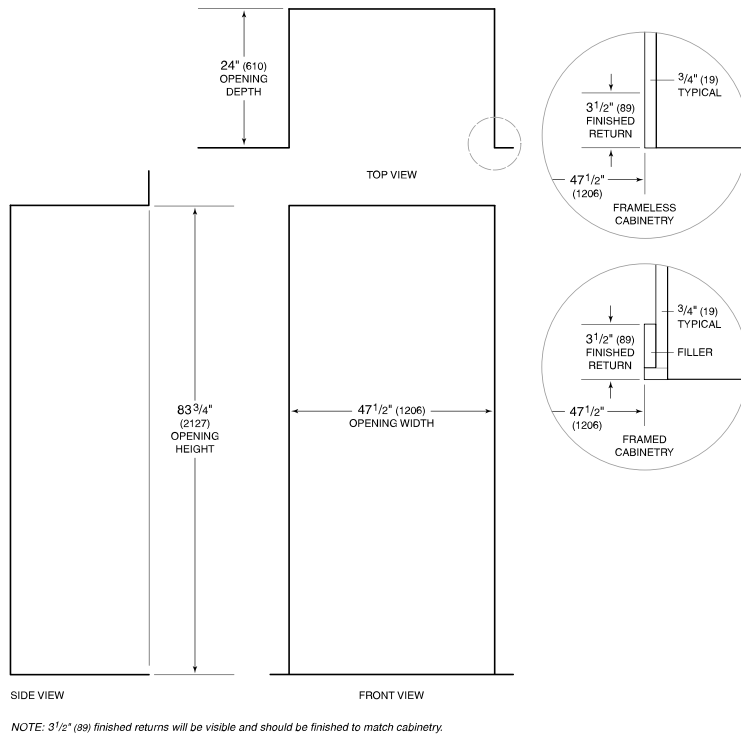 24" (610)
OPENING
DEPTH
TOP VIEW
3/4" (19)
TYPICAL
3 1/2" (89)
FINISHED
RETURN
47 1/2"
(1206)
FRAMELESS
CABINETRY
3/4" (19)
TYPICAL
3 1/2" (89)
FINISHED
RETURN
FILLER
47 1/2"
(1206)
FRAMED
CABINETRY
83 3/4"
(2127)
OPENING
HEIGHT
47 1/2" (1206)
OPENING WIDTH
SIDE VIEW
FRONT VIEW
NOTE: 3 1/2" (89) finished returns will be visible and should be finished to match cabinetry.